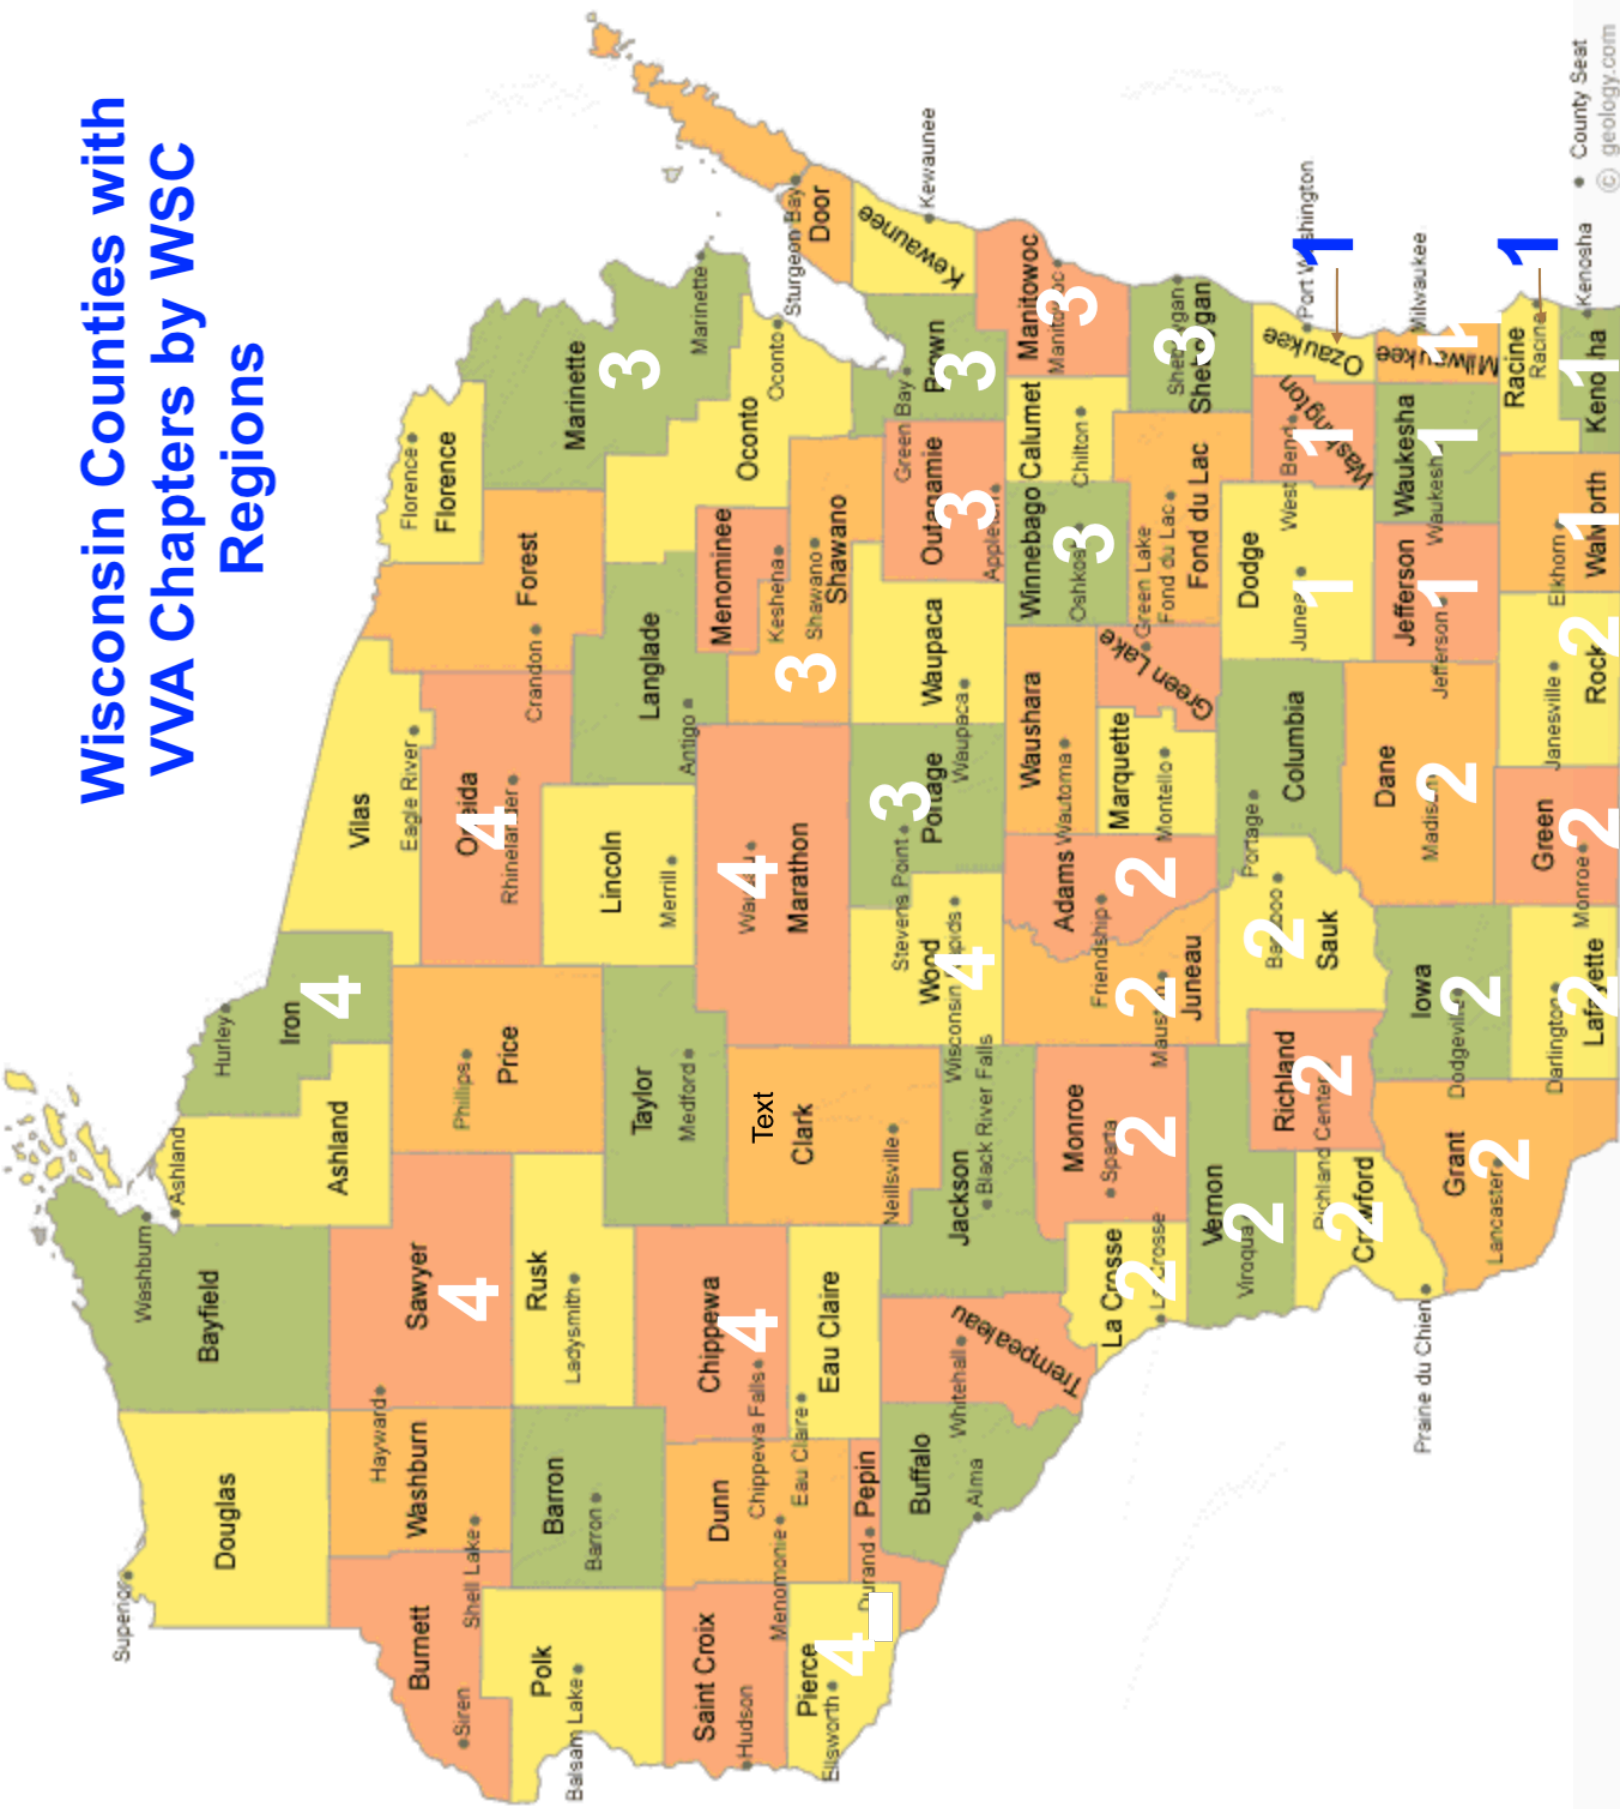 Wisconsin Counties with
VVA Chapters by WSC
Regions
Superior
Douglas
Washburn
Bayfield
Ashland
Ashland
Hurley
Iron
4
Vilas
Eagle River
Florence
Florence
Burnett
Siren
Shell Lake
Washburn
Hayward
Sawyer
4
Price
Phillips
Oneida
4
Rhinelander
Crandon
Forest
Marinette
3
Marinette
Polk
Balsam Lake
Barron
Barron
Rusk
Ladysmith
Taylor
Medford
Lincoln
Merrill
Langlade
Antigo
Oconto
Oconto
Menominee
Keshena
Saint Croix
Hudson
Dunn
Menomonie
Chippewa
4
Chippewa Falls
Text
Clark
Neillsville
Marathon
4
Shawano
Shawano
3
Sturgeon Bay
Door
Pierce
4
Ellsworth
Pepin
Durand
Eau Claire
Eau Claire
Buffalo
Alma
Trempealeau
Whitehall
Jackson
Black River Falls
Wood
4
Wisconsin Rapids
Portage
3
Stevens Point
Waupaca
Waupaca
Outagamie
3
Appleton
Brown
3
Green Bay
Kewaunee
Kewaunee
La Crosse
2
La Crosse
Monroe
2
Sparta
Juneau
2
Mauston
Adams
2
Friendship
Waushara
Wautoma
Marquette
Montello
Green Lake
Green Lake
Winnebago
3
Oshkosh
Calumet
Chilton
Manitowoc
3
Manitowoc
Fond du Lac
Fond du Lac
Sheboygan
3
Sheboygan
Vernon
2
Viroqua
Crawford
2
Prairie du Chien
Richland
2
Richland Center
Sauk
2
Baraboo
Columbia
Portage
Dodge
1
Juneau
Washington
1
West Bend
Ozaukee
1
Port Washington
Grant
2
Lancaster
Iowa
2
Dodgeville
Dane
2
Madison
Jefferson
1
Jefferson
Waukesha
1
Waukesha
Milwaukee
1
Milwaukee
Lafayette
2
Darlington
Green
2
Monroe
Rock
2
Janesville
Walworth
1
Elkhorn
Racine
Racine
1
Kenosha
1
Kenosha
County Seat
© geology.com